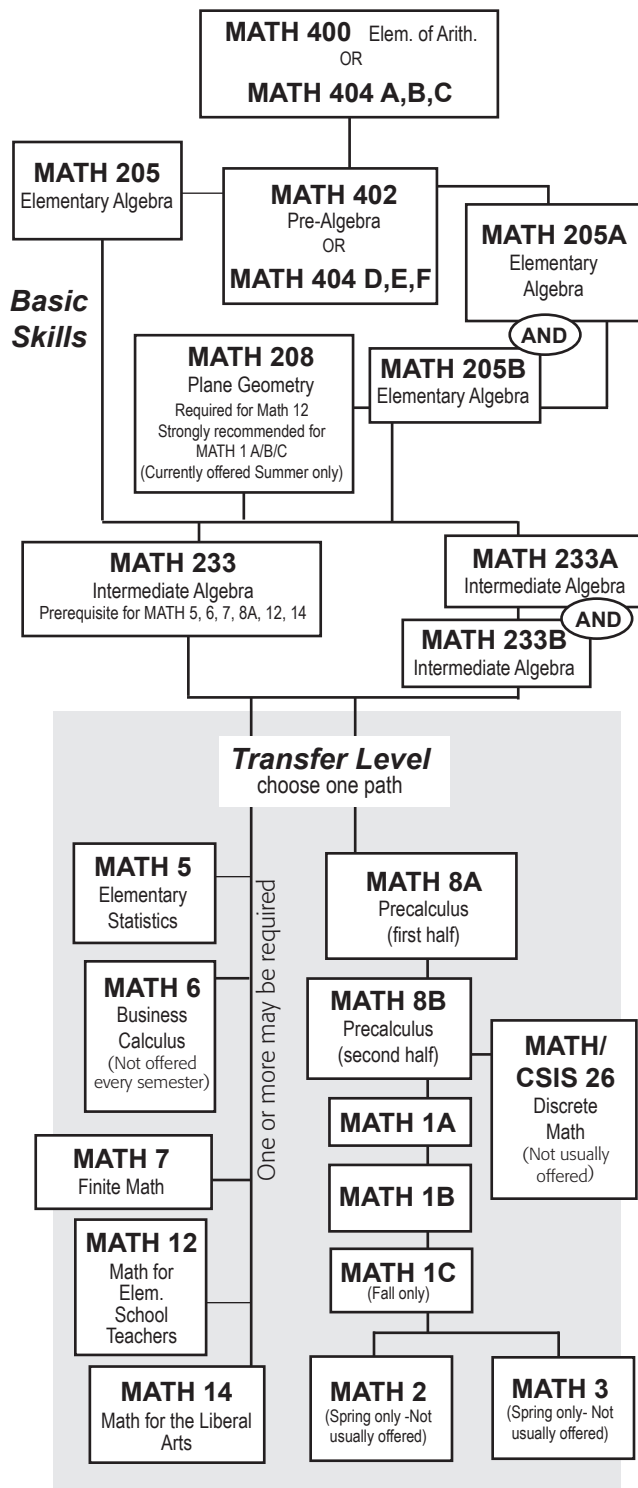 MATH 400 Elem. of Arith.
OR
MATH 404 A,B,C
MATH 205
Elementary Algebra
MATH 402
Pre-Algebra
OR
MATH 404 D,E,F
MATH 205A
Elementary
Algebra
Basic
Skills
AND
MATH 208
Plane Geometry
Required for Math 12
Strongly recommended for
MATH 1 A/B/C
(Currently offered Summer only)
MATH 205B
Elementary Algebra
MATH 233
Intermediate Algebra
Prerequisite for MATH 5, 6, 7, 8A, 12, 14
MATH 233A
Intermediate Algebra
AND
MATH 233B
Intermediate Algebra
Transfer Level
choose one path
MATH 5
Elementary
Statistics
MATH 6
Business
Calculus
(Not offered
every semester)
MATH 7
Finite Math
MATH 12
Math for
Elem.
School
Teachers
MATH 14
Math for the Liberal
Arts
One or more may be required
MATH 8A
Precalculus
(first half)
MATH 8B
Precalculus
(second half)
MATH/
CSIS 26
Discrete
Math
(Not usually
offered)
MATH 1A
MATH 1B
MATH 1C
(Fall only)
MATH 2
(Spring only -Not
usually offered)
MATH 3
(Spring only- Not
usually offered)